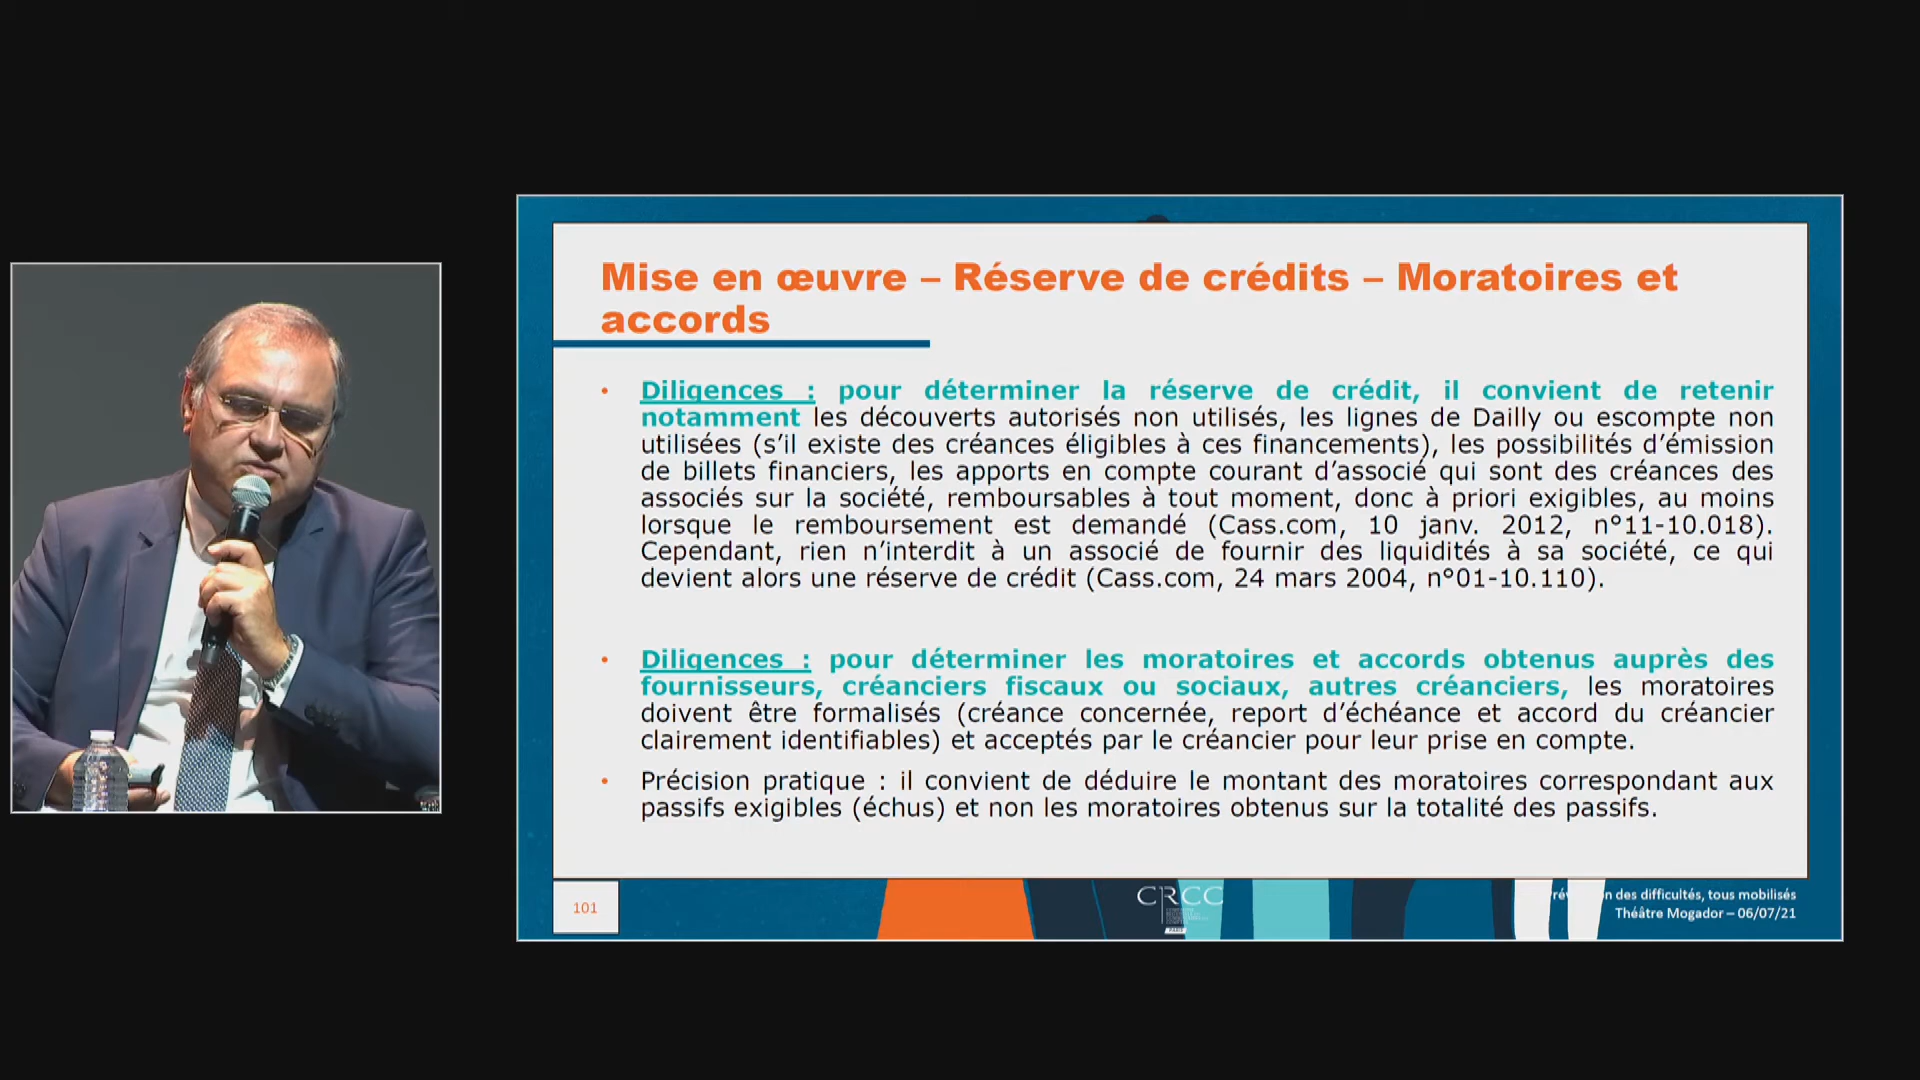 Mise en œuvre – Réserve de crédits – Moratoires et
accords
• Diligences : pour déterminer la réserve de crédit, il convient de retenir
notamment les découverts autorisés non utilisés, les lignes de Dailly ou escompte non
utilisées (s’il existe des créances éligibles à ces financements), les possibilités d’émission
de billets financiers, les apports en compte courant d’associé qui sont des créances des
associés sur la société, remboursables à tout moment, donc à priori exigibles, au moins
lorsque le remboursement est demandé (Cass.com, 10 janv. 2012, n°11-10.018).
Cependant, rien n’interdit à un associé de fournir des liquidités à sa société, ce qui
devient alors une réserve de crédit (Cass.com, 24 mars 2004, n°01-10.110).
• Diligences : pour déterminer les moratoires et accords obtenus auprès des
fournisseurs, créanciers fiscaux ou sociaux, autres créanciers, les moratoires
doivent être formalisés (créance concernée, report d’échéance et accord du créancier
clairement identifiables) et acceptés par le créancier pour leur prise en compte.
• Précision pratique : il convient de déduire le montant des moratoires correspondant aux
passifs exigibles (échus) et non les moratoires obtenus sur la totalité des passifs.
101
CRCC
PARIS
des difficultés, tous mobilisés
Théâtre Mogador – 06/07/21